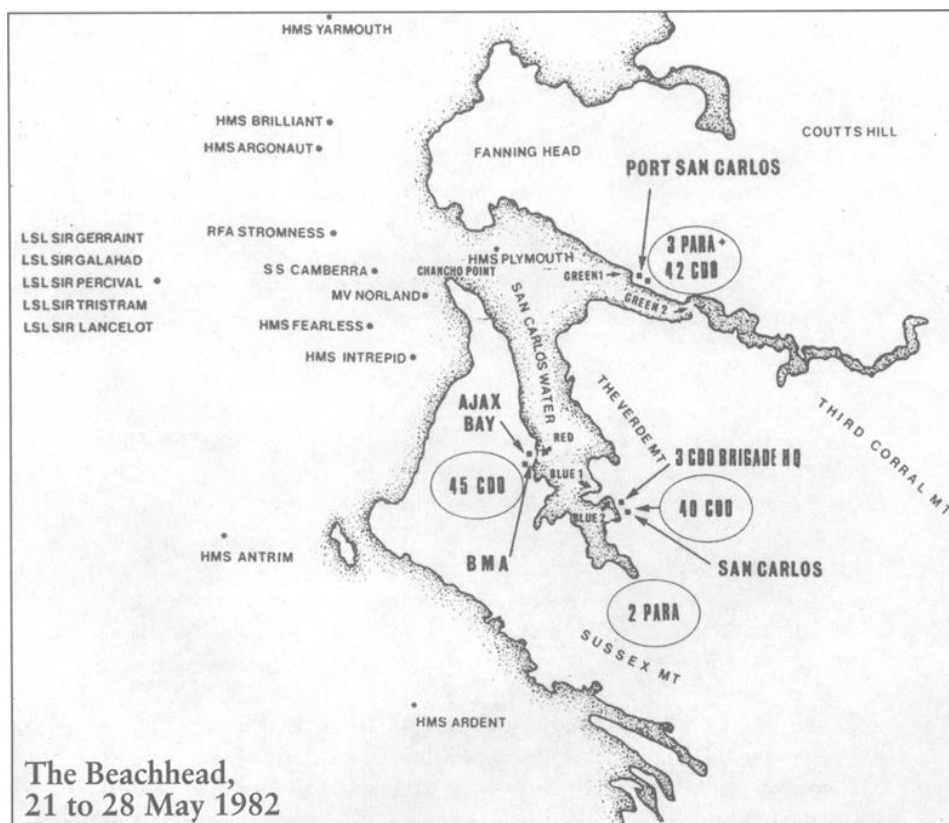 HMS YARMOUTH
HMS BRILLIANT
HMS ARGONAUT
COUTTS HILL
FANNING HEAD
PORT SAN CARLOS
LSL SIR GERRAINT
LSL SIR GALAHAD
LSL SIR PERCIVAL
LSL SIR TRISTRAM
LSL SIR LANCELOT
RFA STROMNESS
SS CAMBERRA
MV NORLAND
HMS FEARLESS
HMS INTREPID
HMS PLYMOUTH
CHANCHO POINT
GREEN 1
3 PARA +
42 CDO
GREEN 2
SAN CARLOS WATER
THE VERDE MT
THIRD CORRAL MT
AJAX
BAY
RED
BLUE 1
3 CDO BRIGADE HQ
45 CDO
BLUE 2
40 CDO
BMA
SAN CARLOS
HMS ANTRIM
2 PARA
SUSSEX MT
HMS ARDENT
The Beachhead,
21 to 28 May 1982